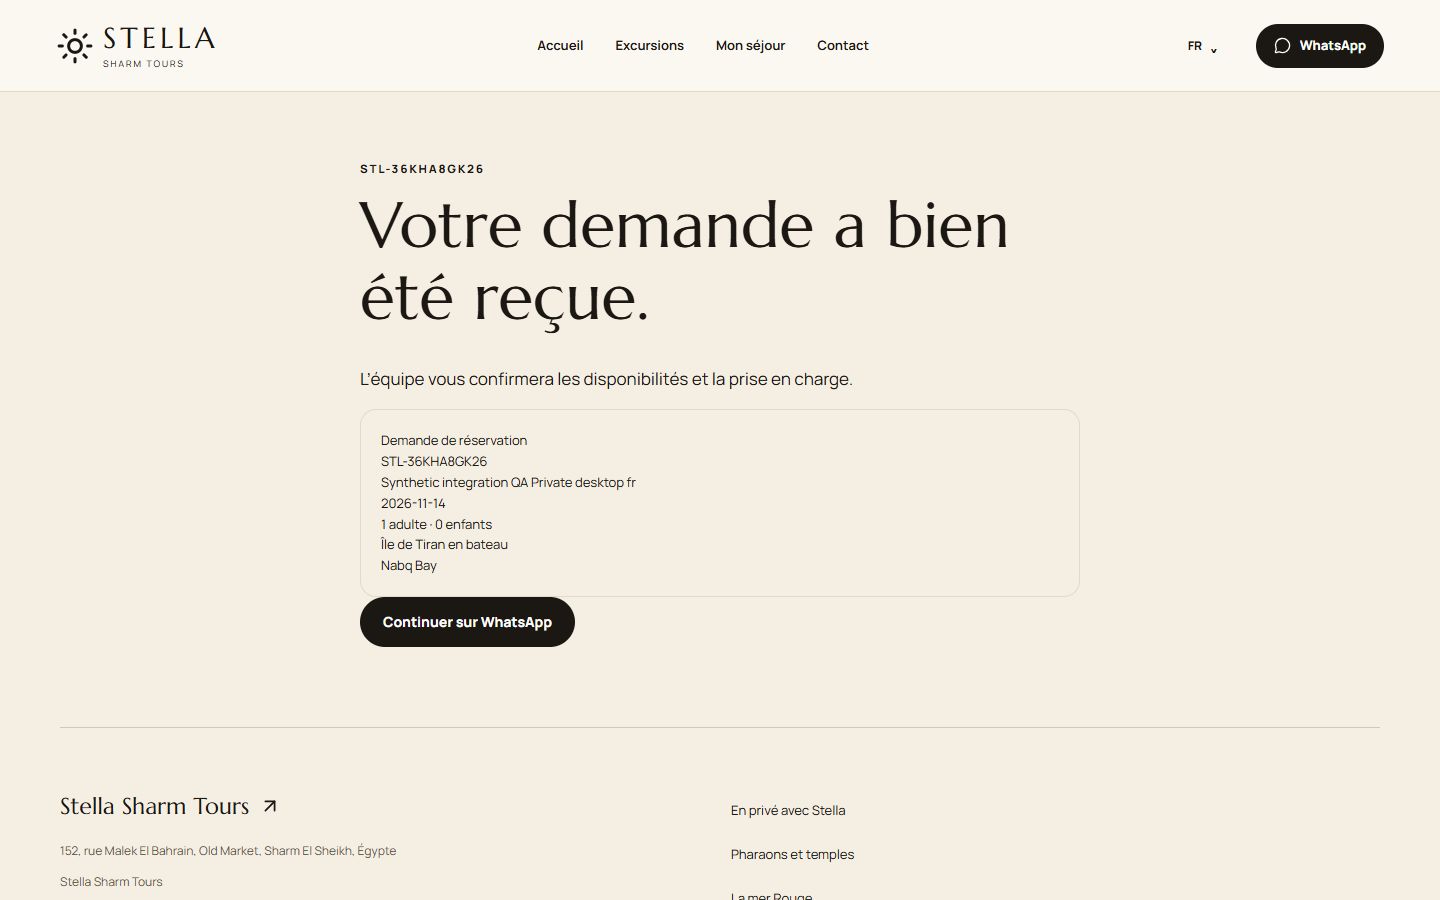 STELLA
SHARM TOURS
Accueil
Excursions
Mon séjour
Contact
FR
WhatsApp
STL-36KHA8GK26
Votre demande a bien
été reçue.
L’équipe vous confirmera les disponibilités et la prise en charge.
Demande de réservation
STL-36KHA8GK26
Synthetic integration QA Private desktop fr
2026-11-14
1 adulte · 0 enfants
Île de Tiran en bateau
Nabq Bay
Continuer sur WhatsApp
Stella Sharm Tours
152, rue Malek El Bahrain, Old Market, Sharm El Sheikh, Égypte
Stella Sharm Tours
En privé avec Stella
Pharaons et temples
La mer Rouge